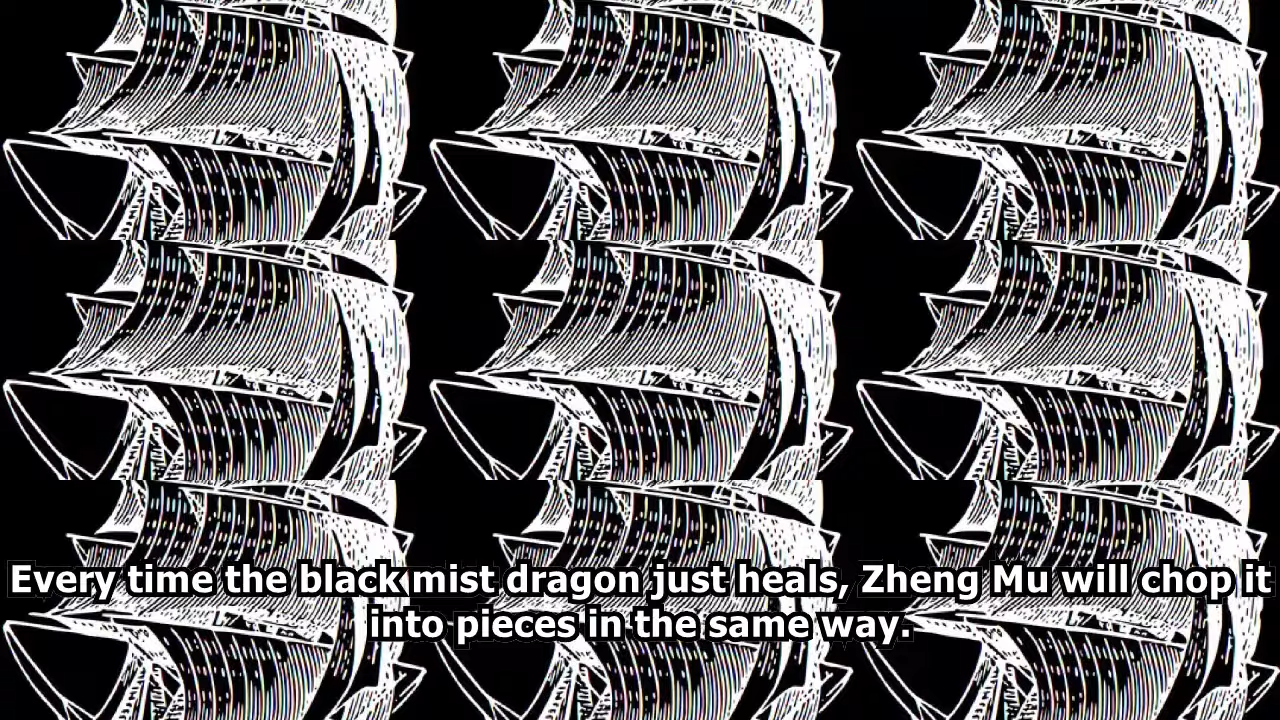 Every time the black mist dragon just heals, Zheng Mu will chop it
into pieces in the same way.